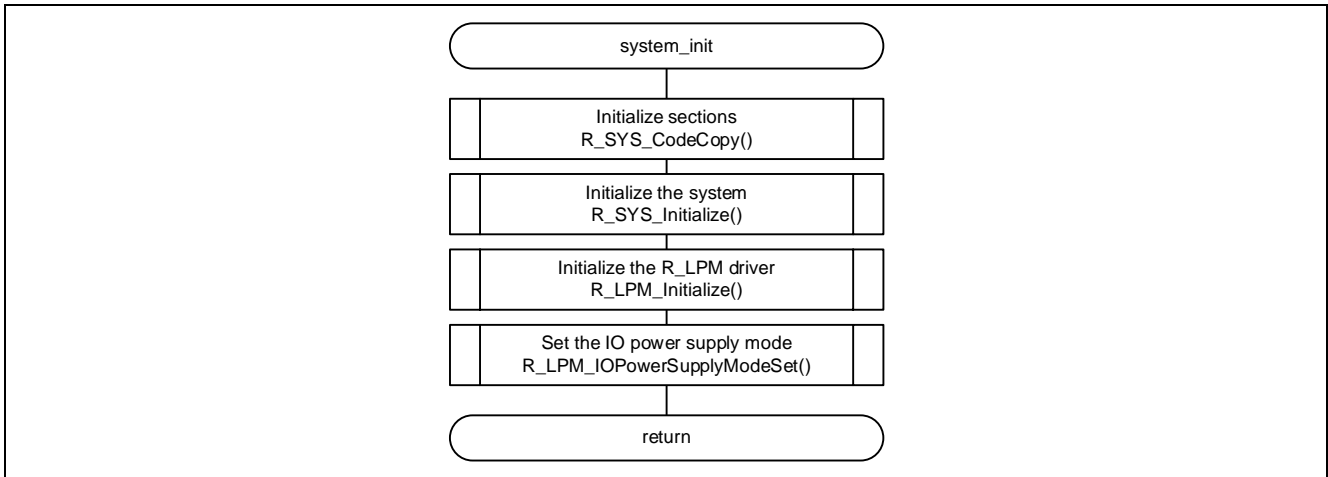 system_init
Initialize sections
R_SYS_CodeCopy()
Initialize the system
R_SYS_Initialize()
Initialize the R_LPM driver
R_LPM_Initialize()
Set the IO power supply mode
R_LPM_IOPowerSupplyModeSet()
return